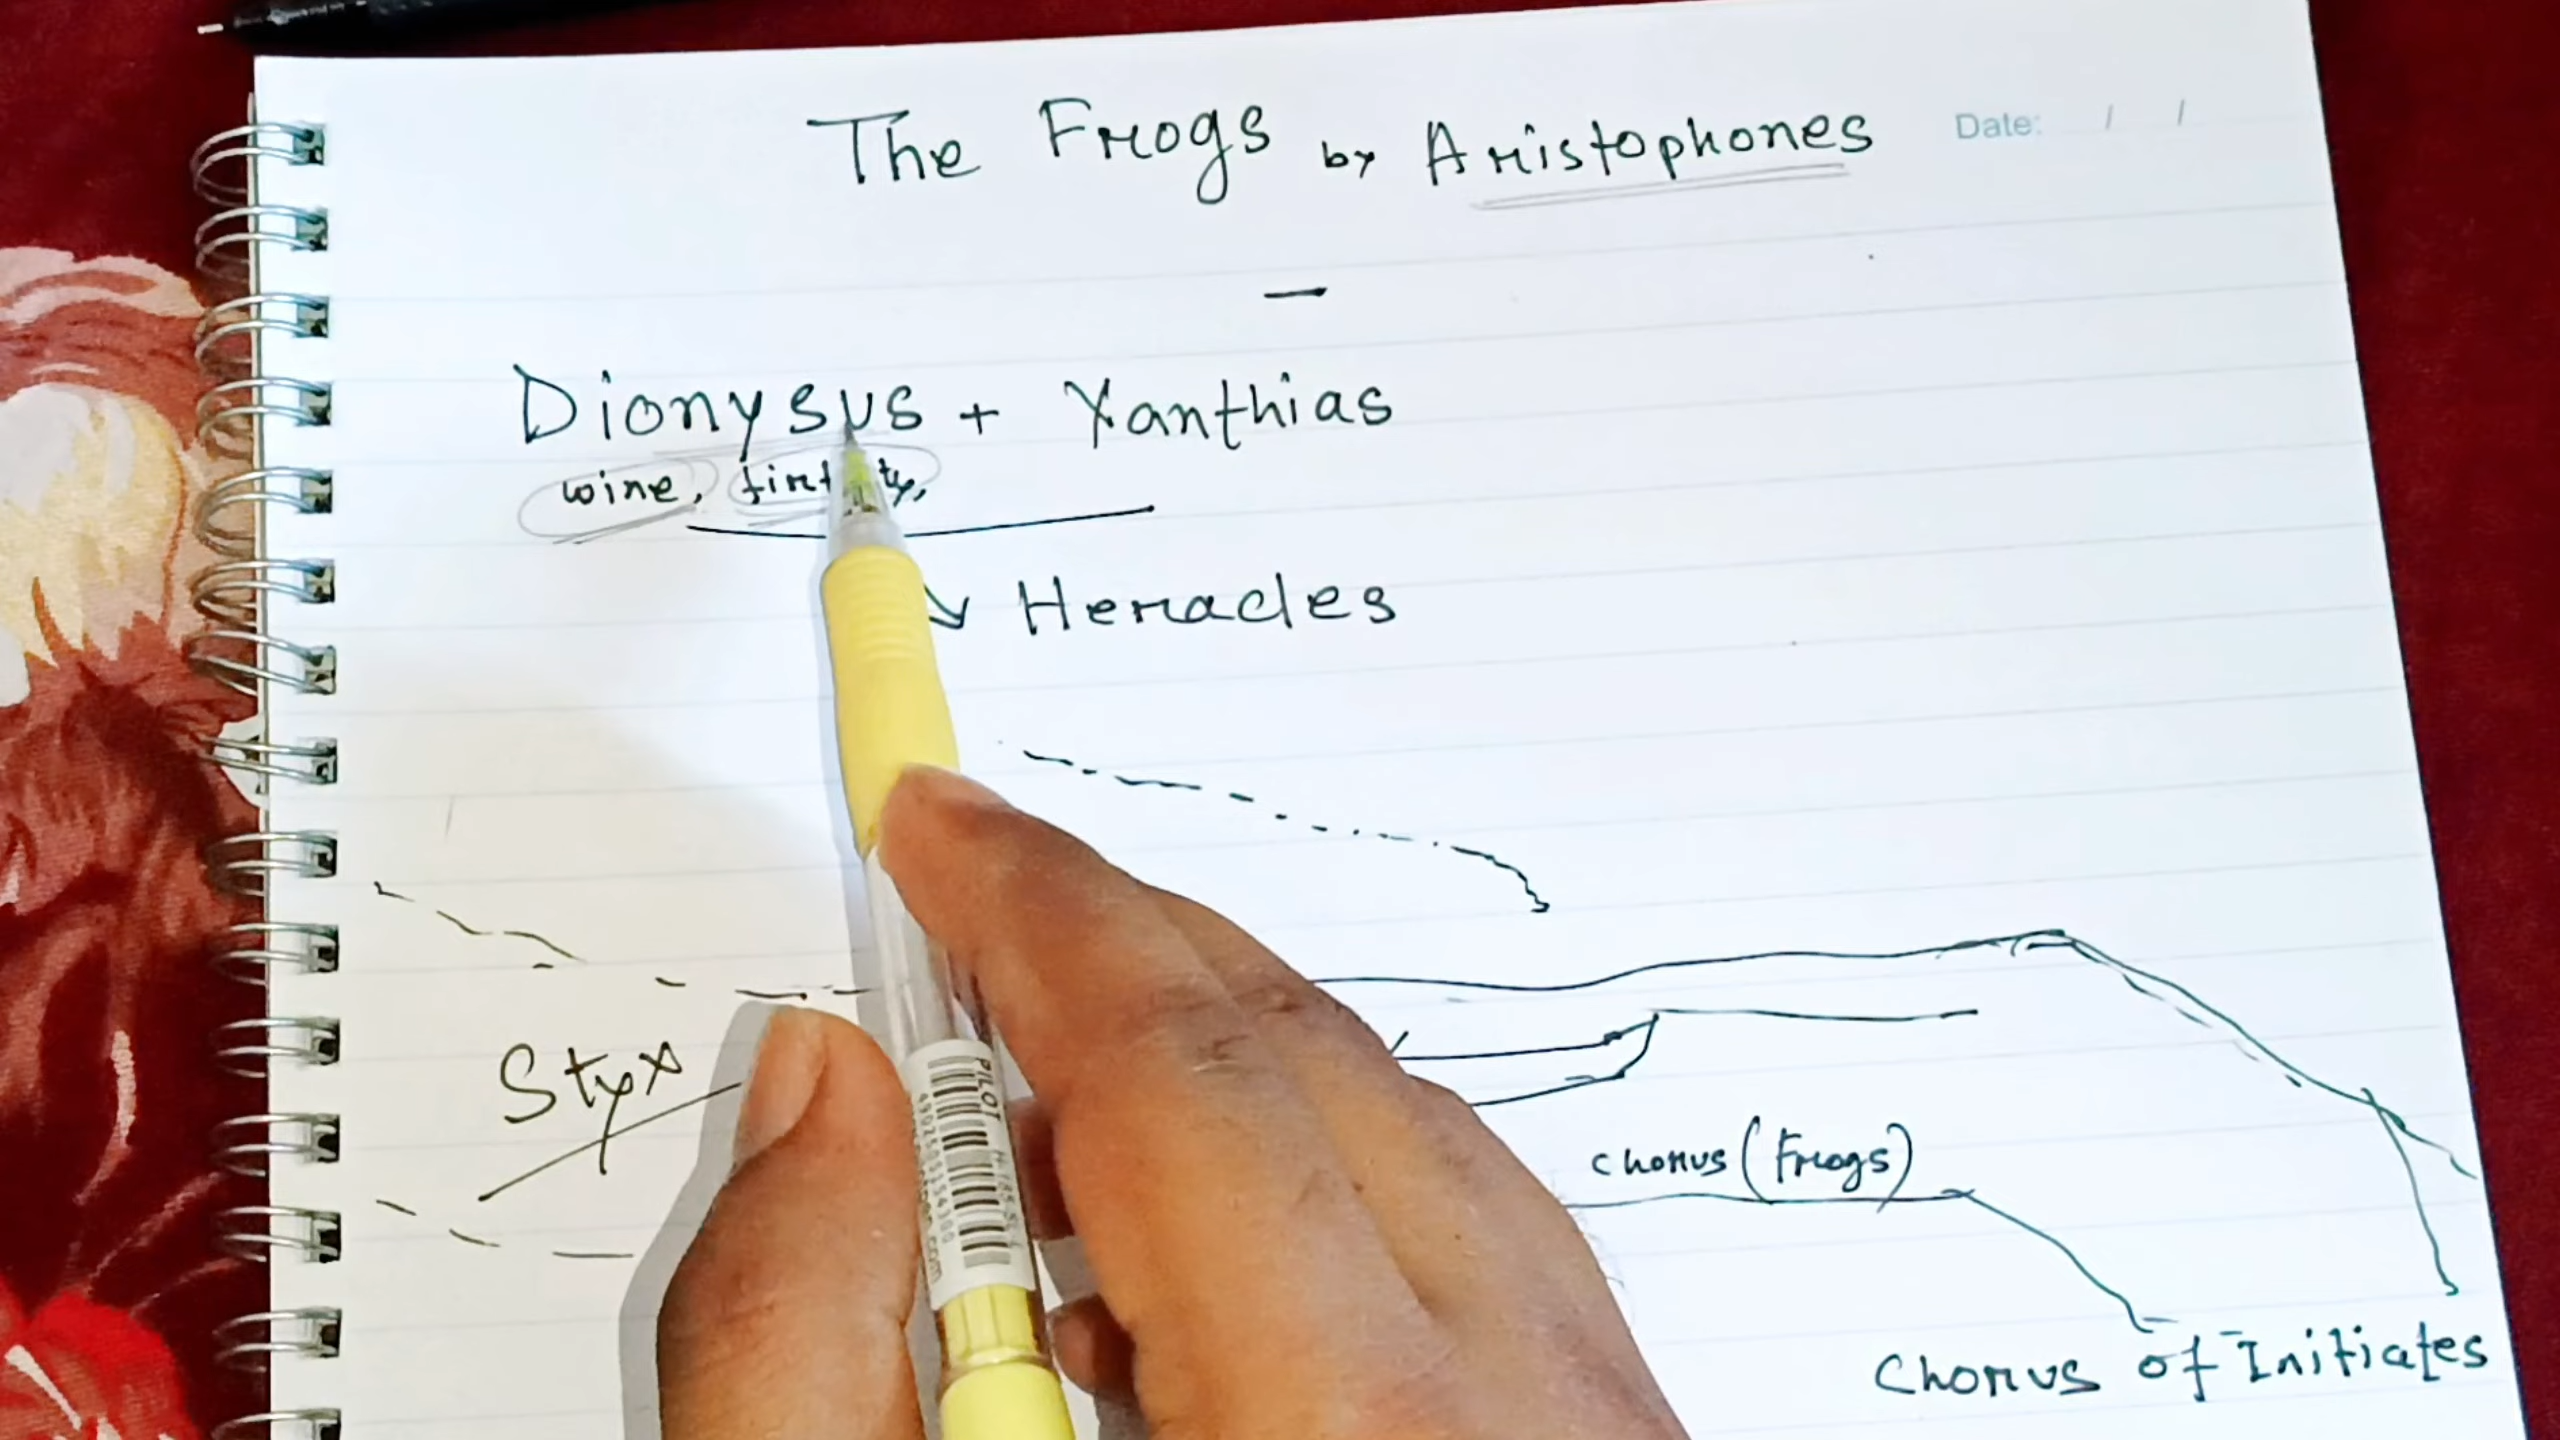 The Frogs by Aristophones
Date: / /
Dionysus + Xanthias
wine,
Heracles
Styx
PILOT
chorus (Frogs)
Chorus of Initiates